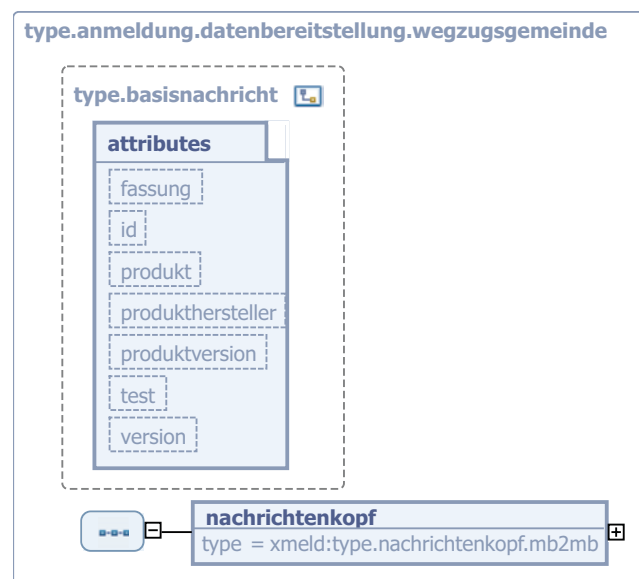 type.anmeldung.datenbereitstellung.wegzugsgemeinde
type.basisnachricht
attributes
fassung
id
produkt
produkthersteller
produktversion
test
version
nachrichtenkopf
type = xmeld:type.nachrichtenkopf.mb2mb